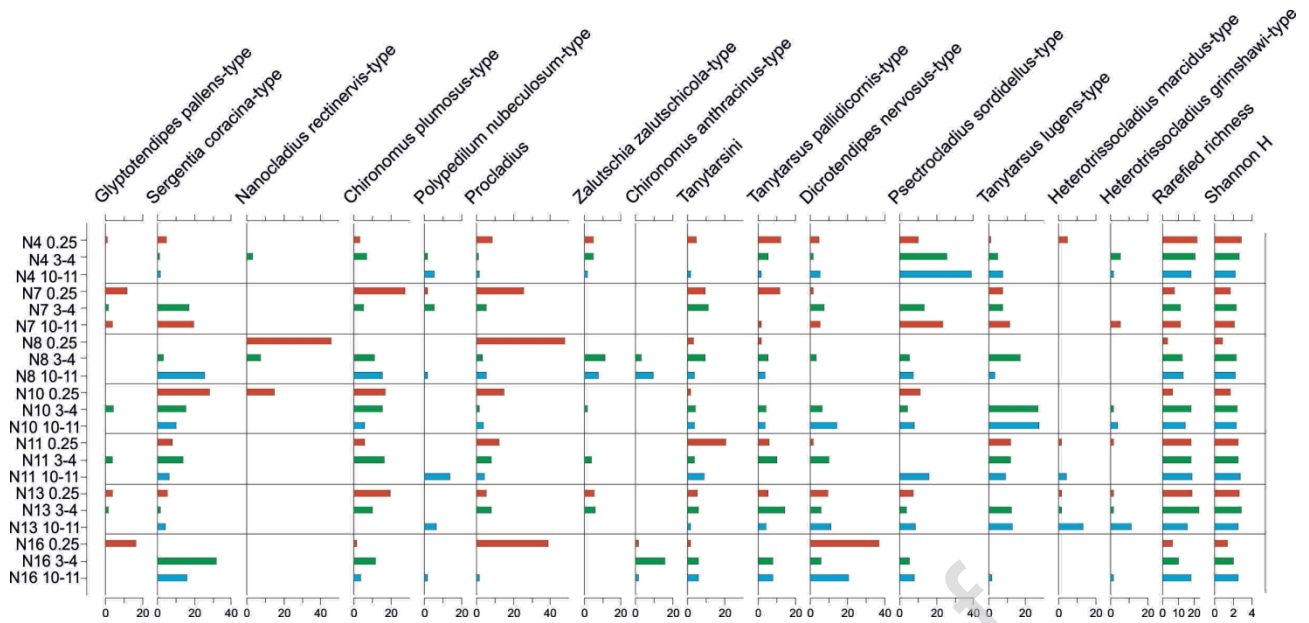 Glyptotendipes pallens-type
Sergentia coracina-type
Nanocladius rectinervis-type
Chironomus plumosus-type
Polypedilum nubeculosum-type
Procladius
Zalutschia zalutschicola-type
Chironomus anthracinus-type
Tanytarsini
Tanytarsus pallidicornis-type
Dicrotendipes nervosus-type
Psectrocladius sordidellus-type
Tanytarsus lugens-type
Heterotrissocladius marcidus-type
Heterotrissocladius grimshawi-type
Rarefied richness
Shannon H
N4 0.25
N4 3-4
N4 10-11
N7 0.25
N7 3-4
N7 10-11
N8 0.25
N8 3-4
N8 10-11
N10 0.25
N10 3-4
N10 10-11
N11 0.25
N11 3-4
N11 10-11
N13 0.25
N13 3-4
N13 10-11
N16 0.25
N16 3-4
N16 10-11
0 20 0 20 40 0 20 40 0 20 0 20 0 20 40 0 20 0 20 0 20 0 20 0 20 40 0 20 40 20 0 20 0 20 0 10 20 0 2 4
f